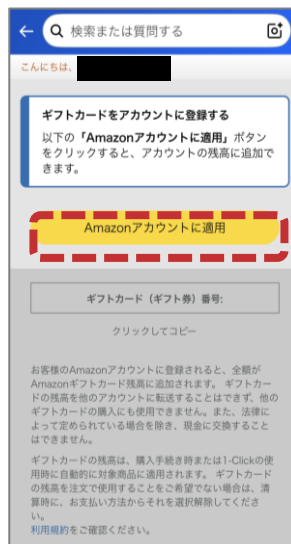 検索または質問する
こんにちは、
ギフトカードをアカウントに登録する
以下の「Amazonアカウントに適用」ボタン
をクリックすると、アカウントの残高に追加で
きます。
Amazonアカウントに適用
ギフトカード（ギフト券）番号:
クリックしてコピー
お客様のAmazonアカウントに登録されると、全額が
Amazonギフトカード残高に追加されます。 ギフトカー
ドの残高を他のアカウントに転送することはできず、他の
ギフトカードの購入にも使用できません。また、法律に
よって定められている場合を除き、現金に交換すること
はできません。
ギフトカードの残高は、購入手続き時または1-Clickの使
用時に自動的に対象商品に適用されます。 ギフトカード
の残高を注文で使用することをご希望でない場合は、清
算時に、お支払い方法からそれを選択解除してくださ
い。
利用規約をご確認ください。